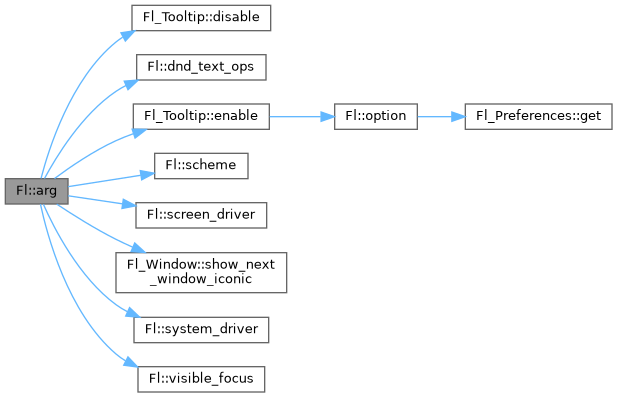 Fl_Tooltip::disable
Fl::dnd_text_ops
Fl_Tooltip::enable
Fl::option
Fl_Preferences::get
Fl::scheme
Fl::arg
Fl::screen_driver
Fl_Window::show_next
_window_iconic
Fl::system_driver
Fl::visible_focus